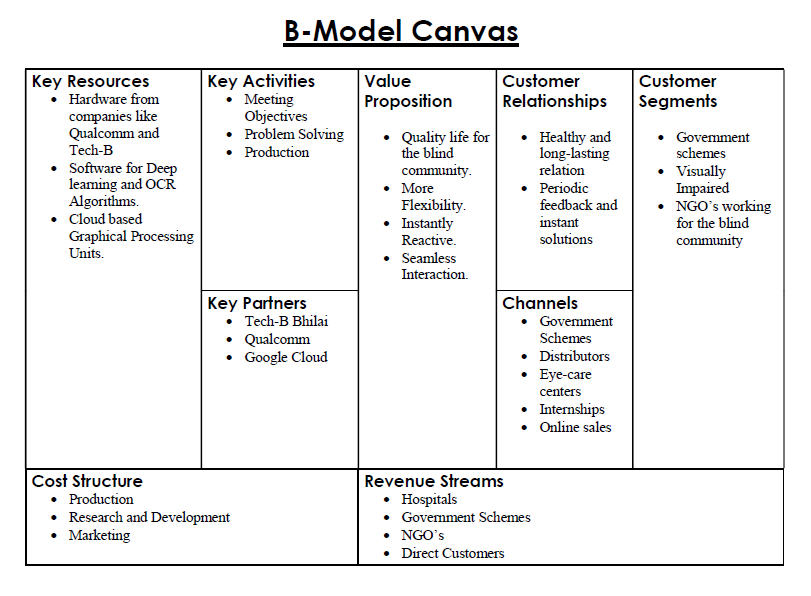 B-Model Canvas
Key Resources
• Hardware from
companies like
Qualcomm and
Tech-B
• Software for Deep
learning and OCR
Algorithms.
• Cloud based
Graphical Processing
Units.
Key Activities
• Meeting
Objectives
• Problem Solving
• Production
Key Partners
• Tech-B Bhilai
• Qualcomm
• Google Cloud
Value
Proposition
• Quality life for
the blind
community.
• More
Flexibility.
• Instantly
Reactive.
• Seamless
Interaction.
Customer
Relationships
• Healthy and
long-lasting
relation
• Periodic
feedback and
instant
solutions
Channels
• Government
Schemes
• Distributors
• Eye-care
centers
• Internships
• Online sales
Customer
Segments
• Government
schemes
• Visually
Impaired
• NGO’s working
for the blind
community
Cost Structure
• Production
• Research and Development
• Marketing
Revenue Streams
• Hospitals
• Government Schemes
• NGO’s
• Direct Customers